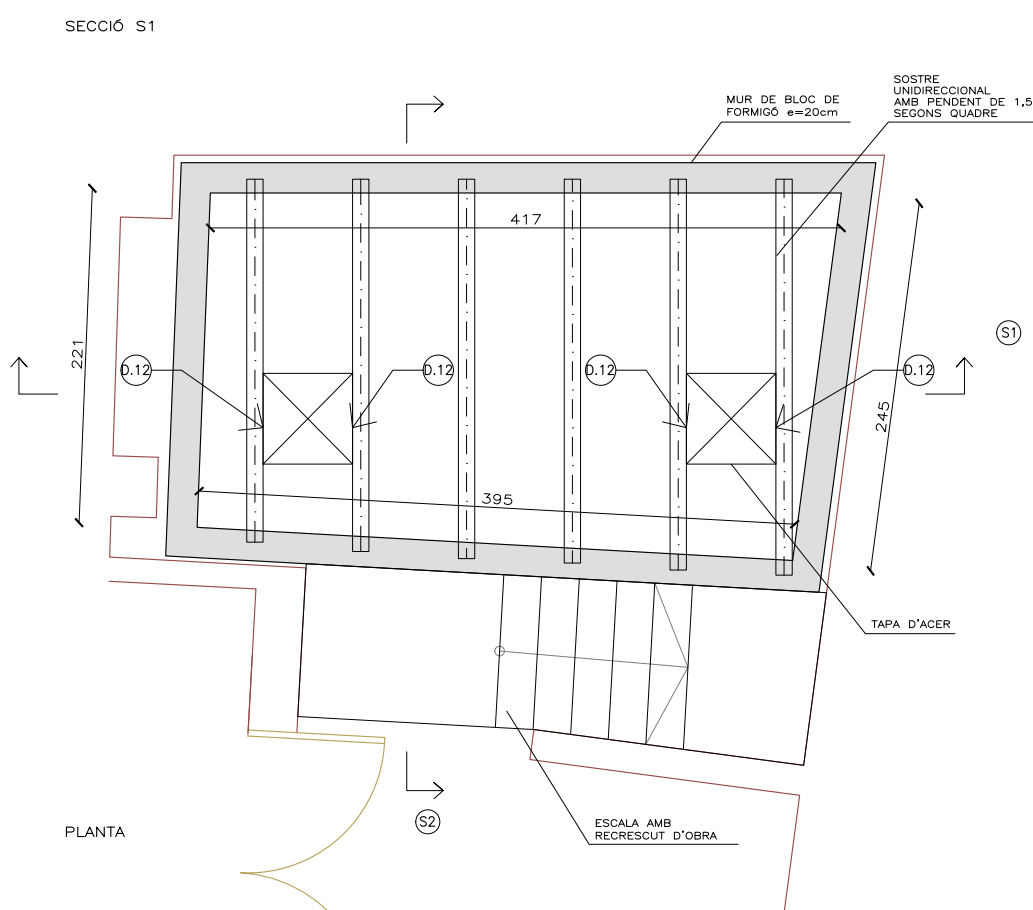 SECCIÓ S1
SOSTRE
UNIDIRECCIONAL
AMB PENDENT DE 1,5
SEGONS QUADRE
MUR DE BLOC DE
FORMIGÓ e=20cm
417
S1
221
D.12
D.12
D.12
D.12
245
395
TAPA D'ACER
S2
ESCALA AMB
RECRESCUT D'OBRA
PLANTA